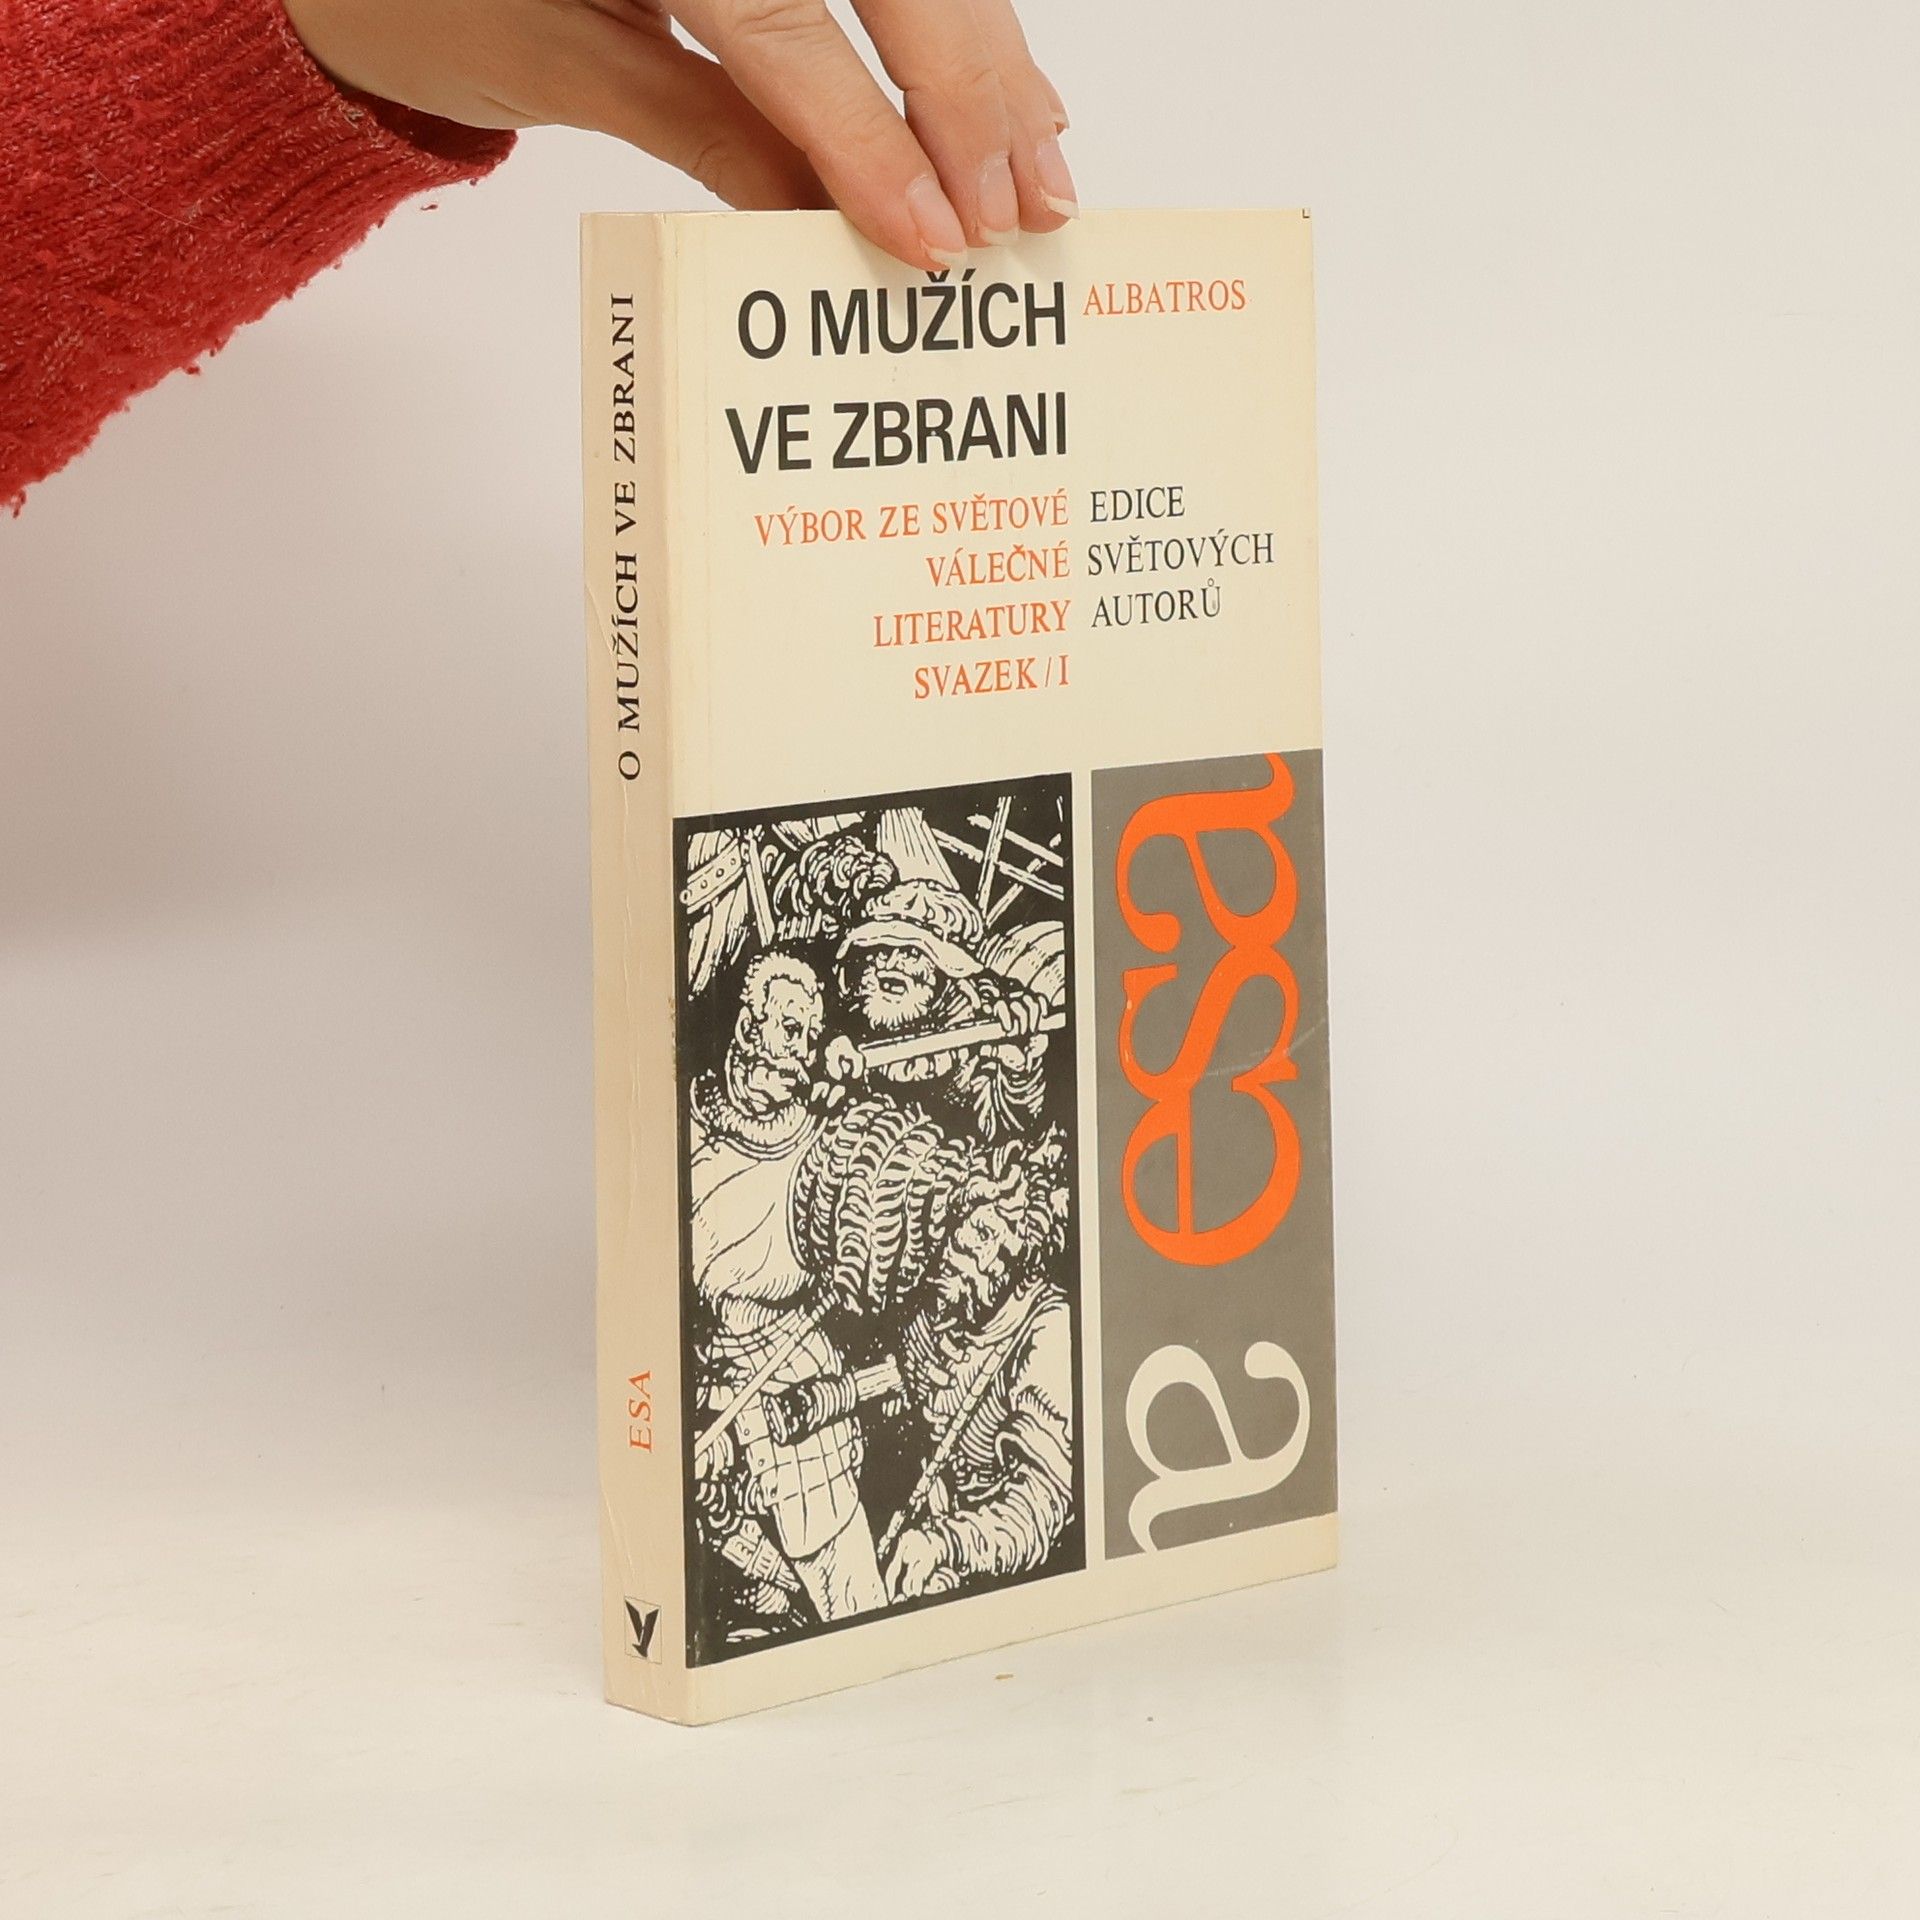 O MUŽÍCH
VE ZBRANI
ALBATROS
VÝBOR ZE SVĚTOVÉ
VÁLEČNÉ
LITERATURY
SVAZEK / I
EDICE
SVĚTOVÝCH
AUTORŮ
esa
a
O MUŽÍCH VE ZBRANI
ESA